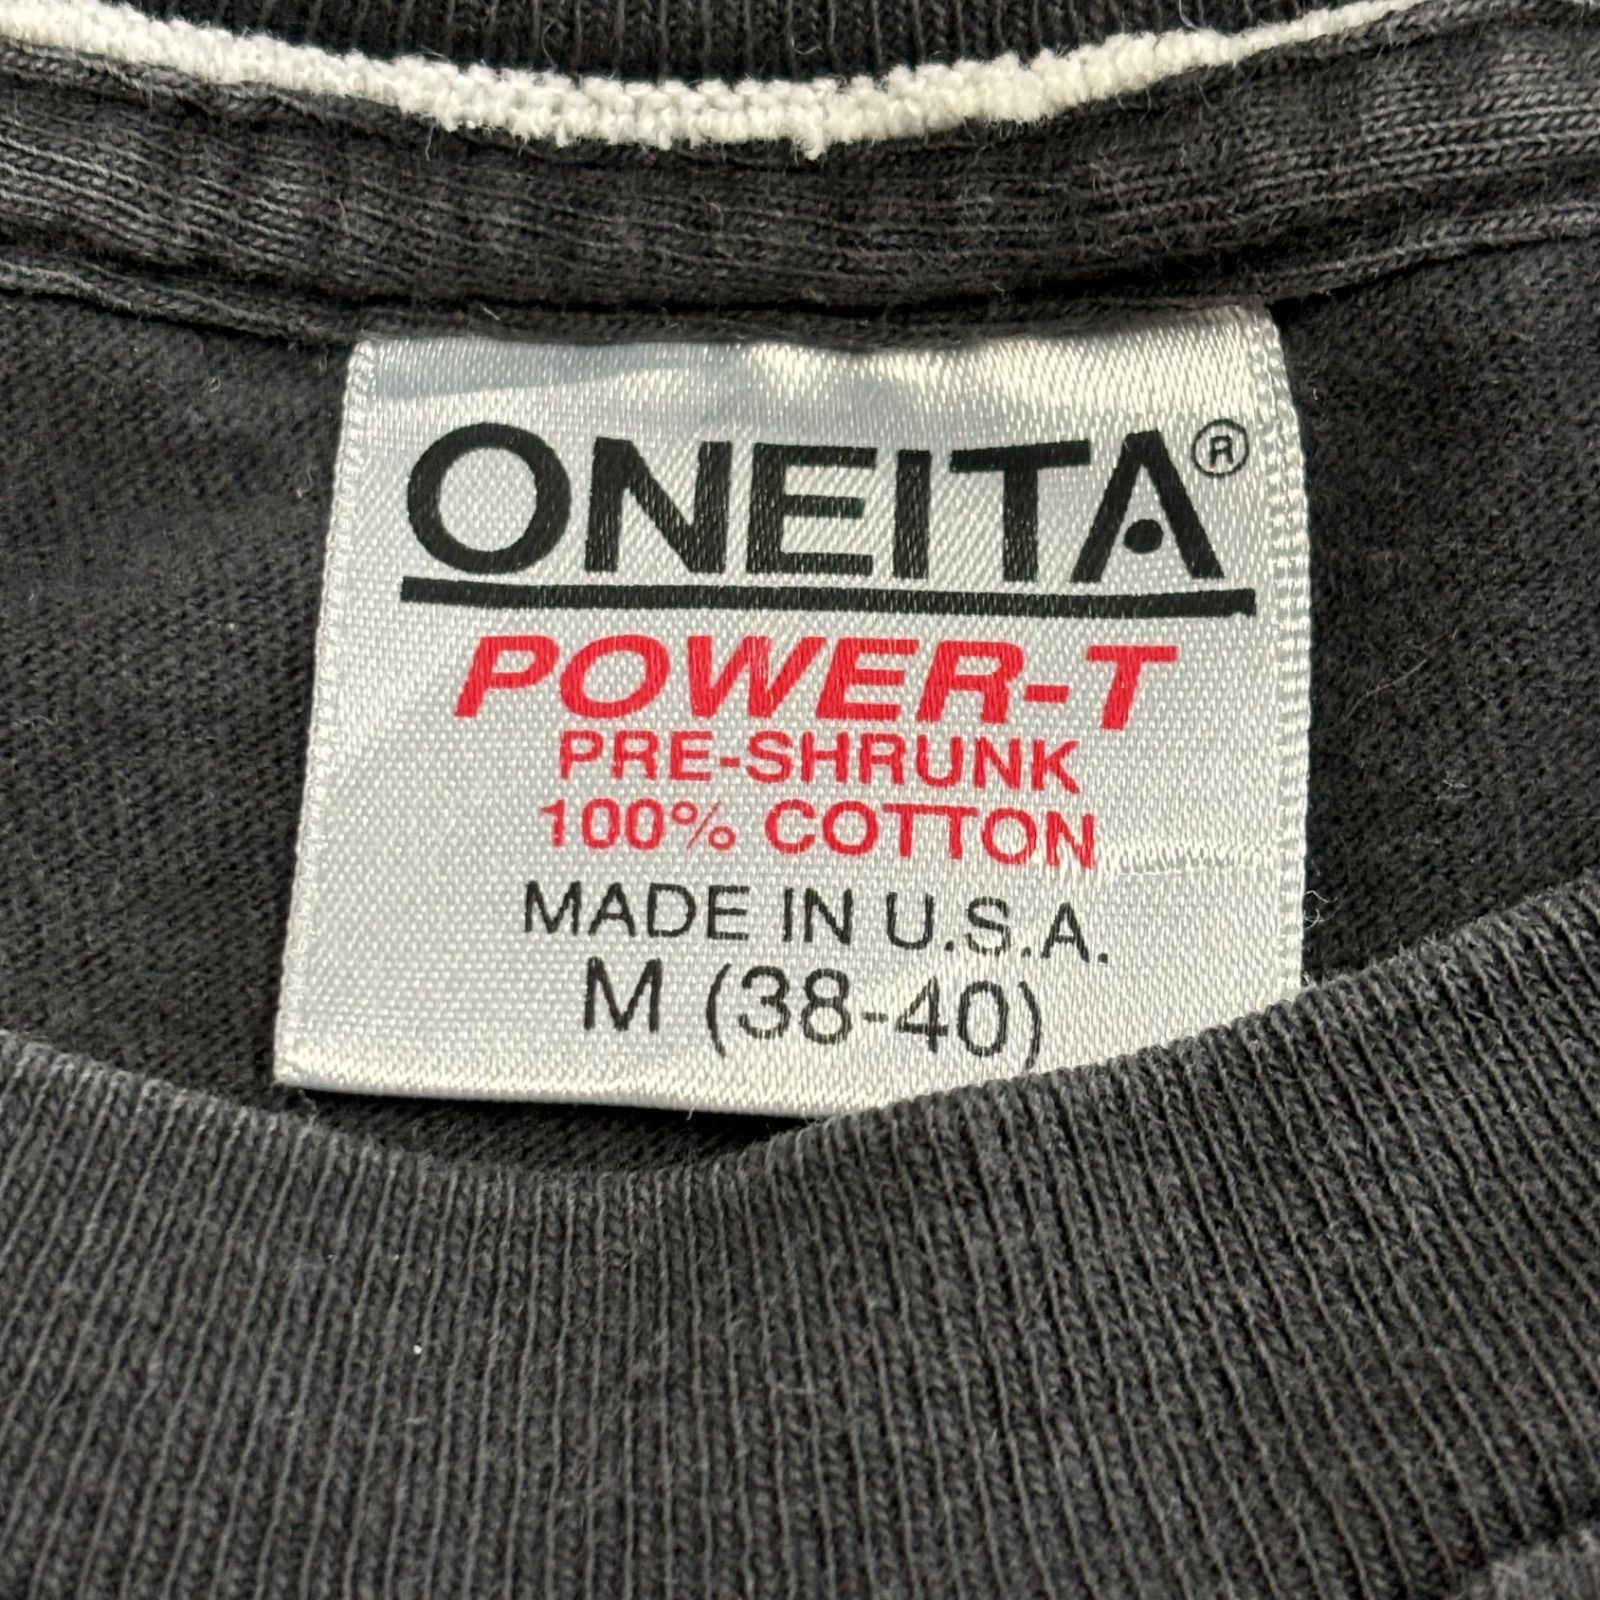 ONEITA®
POWER-T
PRE-SHRUNK
100% COTTON
MADE IN U.S.A.
M (38-40)